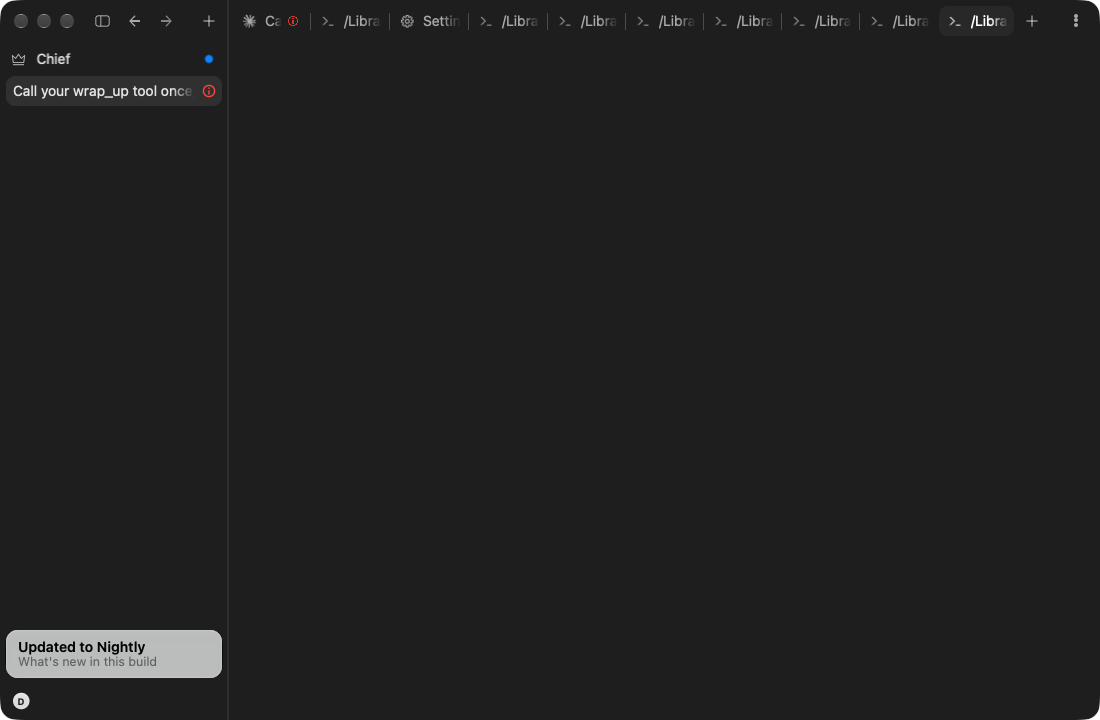 Ca
/Libra
Settin
/Libra
/Libra
/Libra
/Libra
/Libra
/Libra
/Libra
Chief
Call your wrap_up tool once
Updated to Nightly
What's new in this build
D